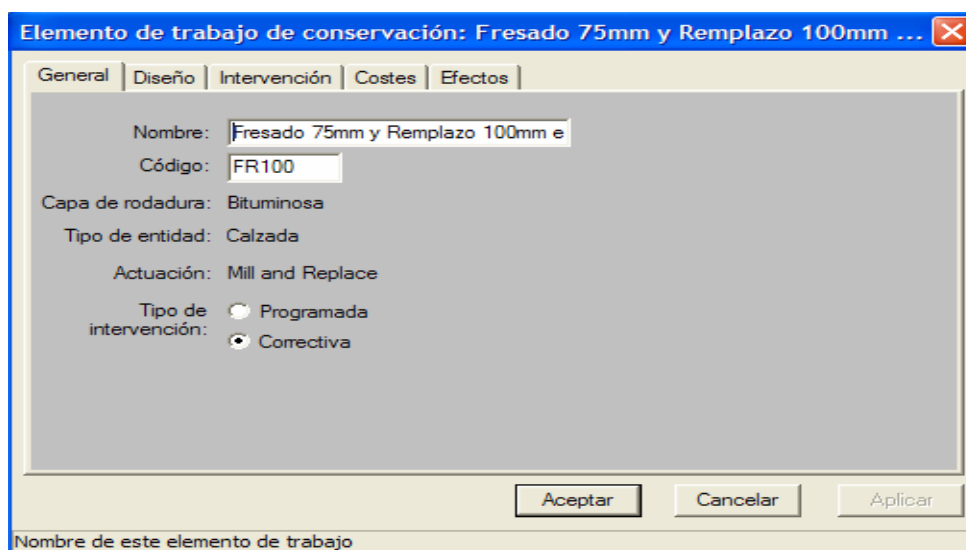 Elemento de trabajo de conservación: Fresado 75mm y Remplazo 100mm ...
General Diseño Intervención Costes Efectos
Nombre: Fresado 75mm y Remplazo 100mm e
Código: FR100
Capa de rodadura: Bituminosa
Tipo de entidad: Calzada
Actuación: Mill and Replace
Tipo de intervención:
Programada
Correctiva
Aceptar Cancelar Aplicar
Nombre de este elemento de trabajo